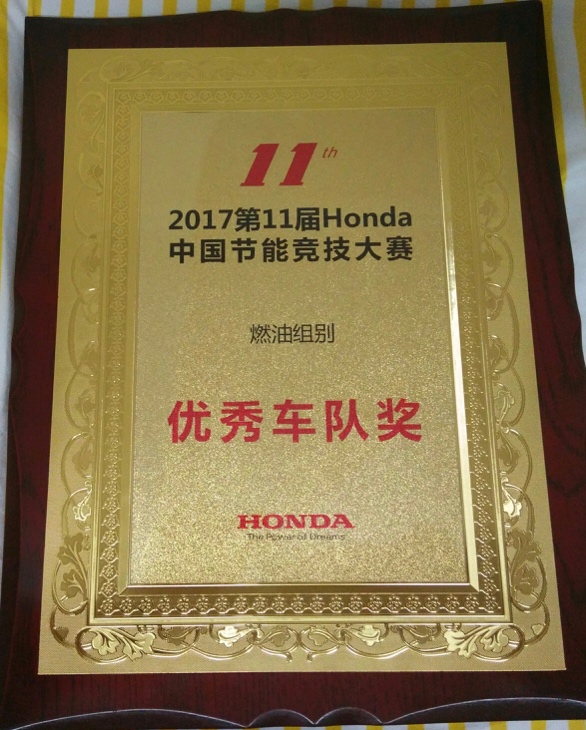 11th
2017第11届Honda
中国节能竞技大赛
燃油组别
优秀车队奖
HONDA
The Power of Dreams